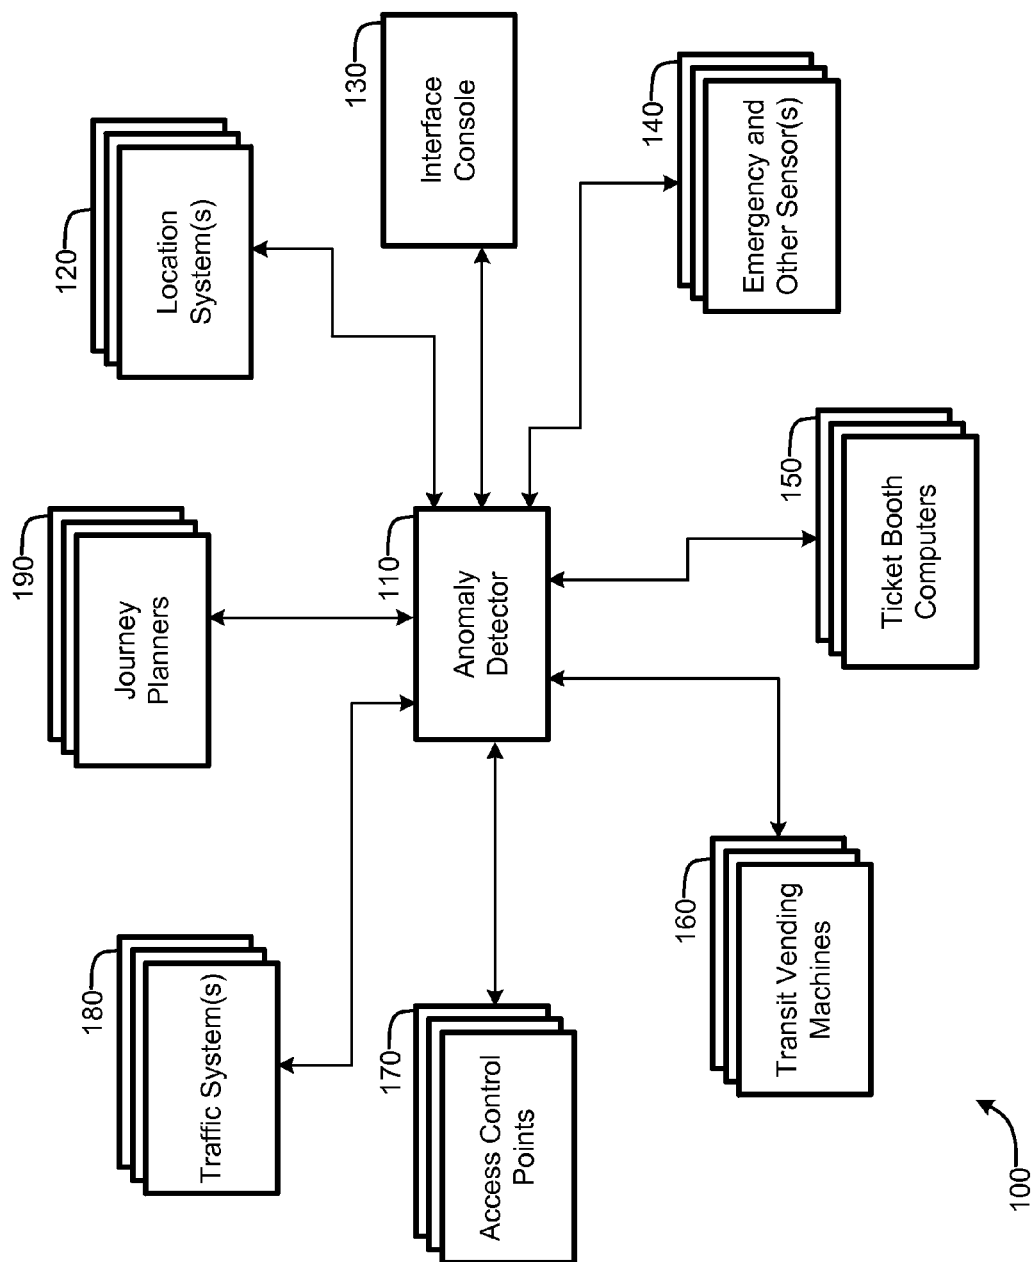 180
Traffic System(s)
190
Journey
Planners
120
Location
System(s)
170
Access Control
Points
110
Anomaly
Detector
130
Interface
Console
160
Transit Vending
Machines
150
Ticket Booth
Computers
140
Emergency and
Other Sensor(s)
100